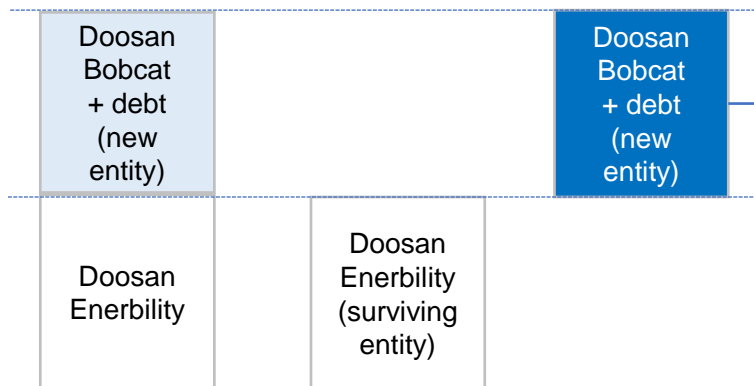 Doosan
Bobcat
+ debt
(new
entity)
Doosan
Enerbility
Doosan
Enerbility
(surviving
entity)
Doosan
Bobcat
+ debt
(new
entity)